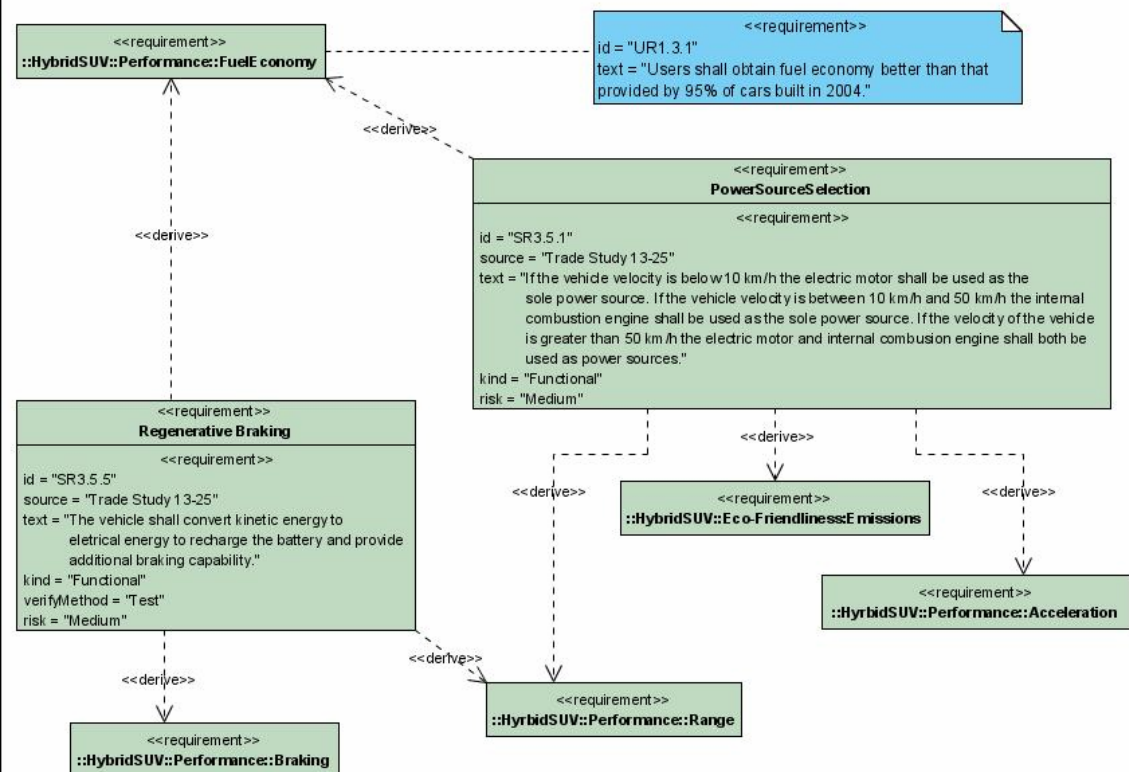 <<requirement>>
::HybridSUV::Performance::FuelEconomy
<<requirement>>
id = "UR1.3.1"
text = "Users shall obtain fuel economy better than that
provided by 95% of cars built in 2004."
<<derive>>
<<requirement>>
PowerSourceSelection
<<requirement>>
id = "SR3.5.1"
source = "Trade Study 13-25"
text = "If the vehicle velocity is below 10 km/h the electric motor shall be used as the
sole power source. If the vehicle velocity is between 10 km/h and 50 km/h the internal
combustion engine shall be used as the sole power source. If the velocity of the vehicle
is greater than 50 km/h the electric motor and internal combusion engine shall both be
used as power sources."
kind = "Functional"
risk = "Medium"
<<derive>>
<<requirement>>
Regenerative Braking
<<requirement>>
id = "SR3.5.5"
source = "Trade Study 13-25"
text = "The vehicle shall convert kinetic energy to
eletrical energy to recharge the battery and provide
additional braking capability."
kind = "Functional"
verifyMethod = "Test"
risk = "Medium"
<<derive>>
<<derive>>
<<derive>>
<<requirement>>
::HybridSUV::Eco-Friendliness:Emissions
<<requirement>>
::HyrbidSUV::Performance::Acceleration
<<derive>>
<<derive>>
<<requirement>>
::HyrbidSUV::Performance::Range
<<requirement>>
::HybridSUV::Performance::Braking